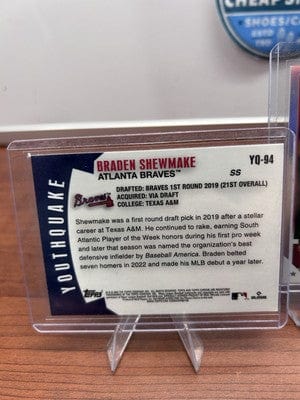 CHEAP
SHOES/C
ESTD
YOUTHQUAKE
BRADEN SHEWMAKE YQ-94
ATLANTA BRAVES™ SS
Braves
DRAFTED: BRAVES 1ST ROUND 2019 (21ST OVERALL)
ACQUIRED: VIA DRAFT
COLLEGE: TEXAS A&M
Shewmake was a first round draft pick in 2019 after a stellar
career at Texas A&M. He continued to rake, earning South
Atlantic Player of the Week honors during his first pro week
and later that season was named the organization's best
defensive infielder by Baseball America. Braden belted
seven homers in 2022 and made his MLB debut a year later.
Topps